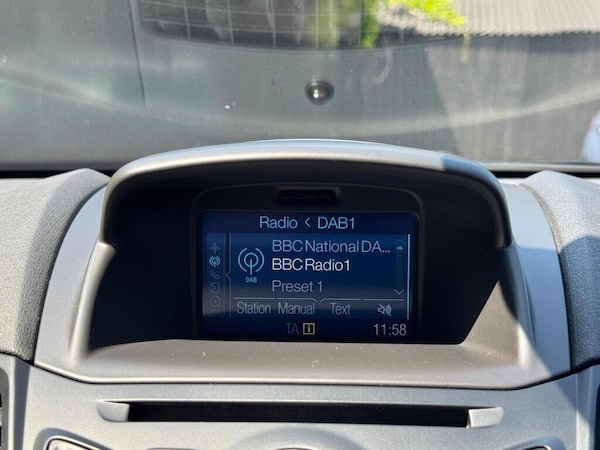 Radio < DAB1
BBC National DA...
BBC Radio1
DAB
Preset 1
Station Manual Text
TA i 11:58